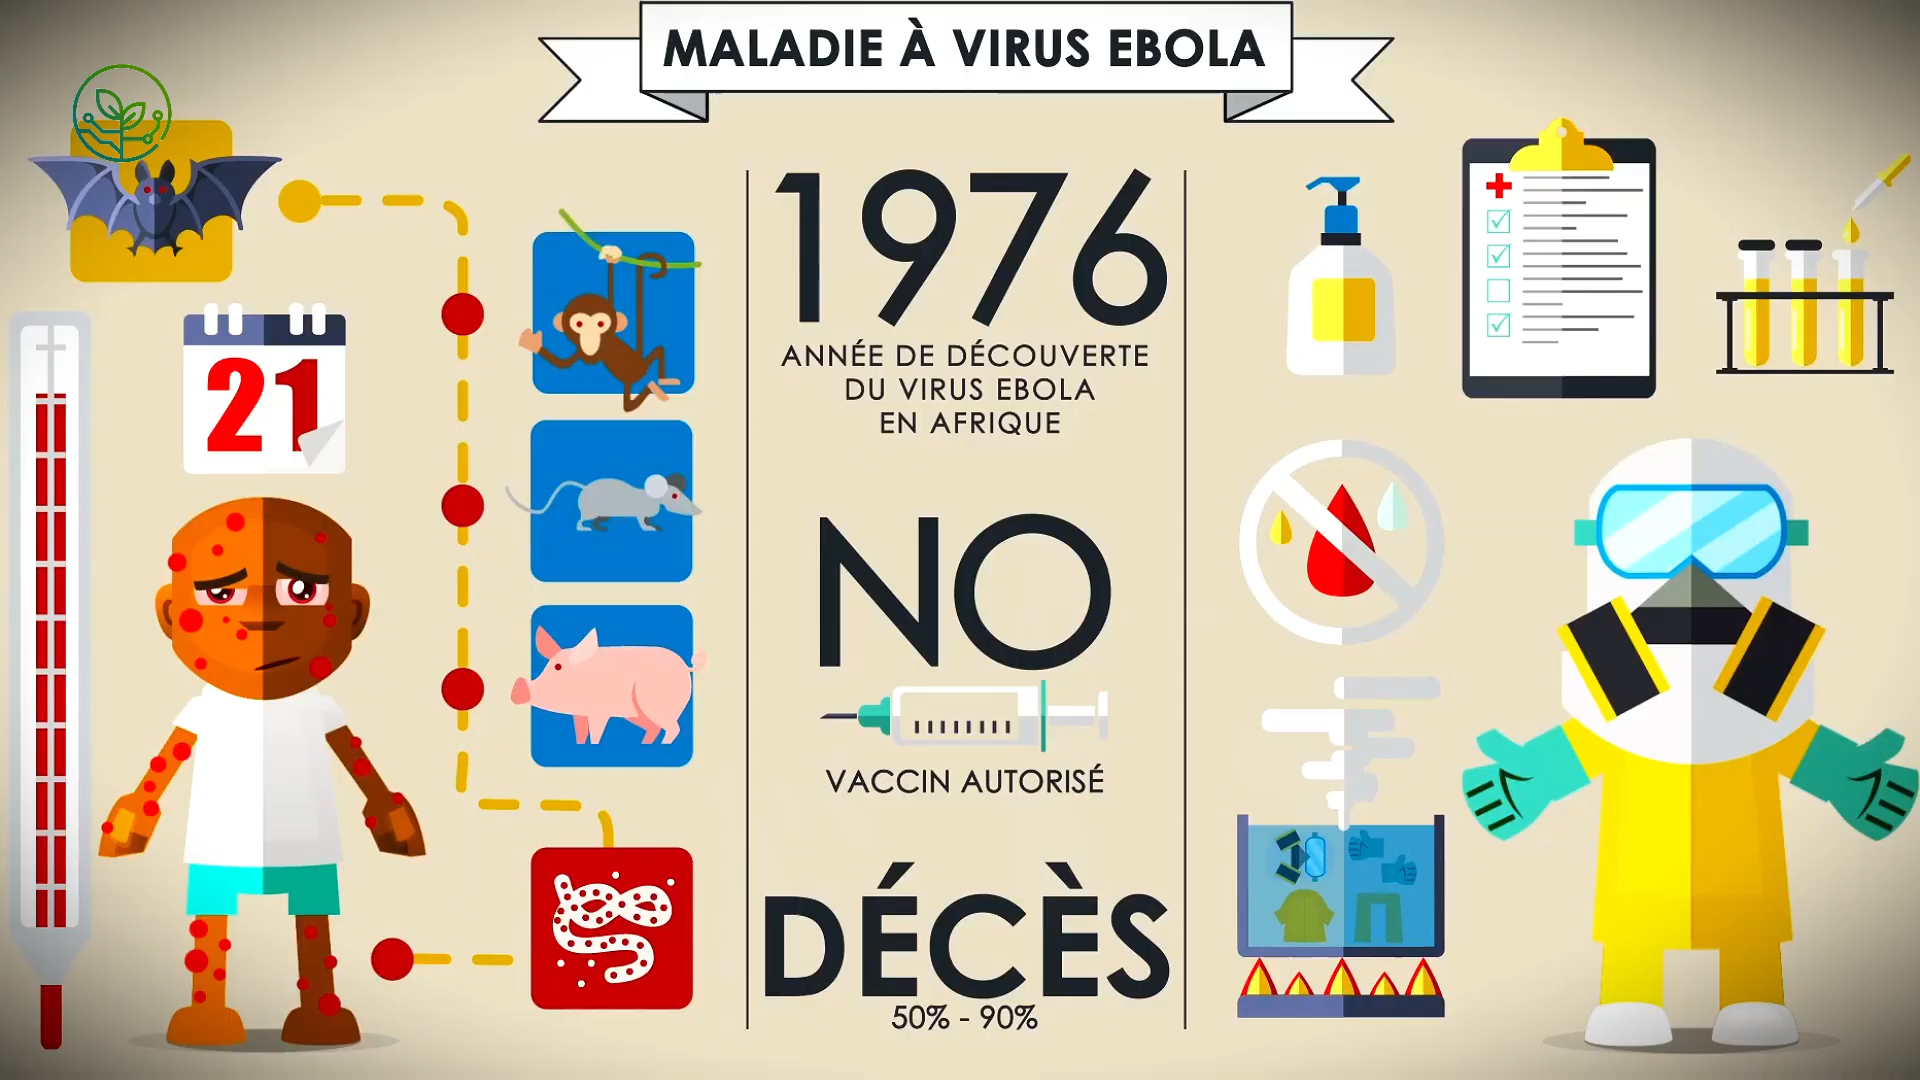 MALADIE À VIRUS EBOLA
21
1976
ANNÉE DE DÉCOUVERTE
DU VIRUS EBOLA
EN AFRIQUE
NO
VACCIN AUTORISÉ
DÉCÈS
50% - 90%